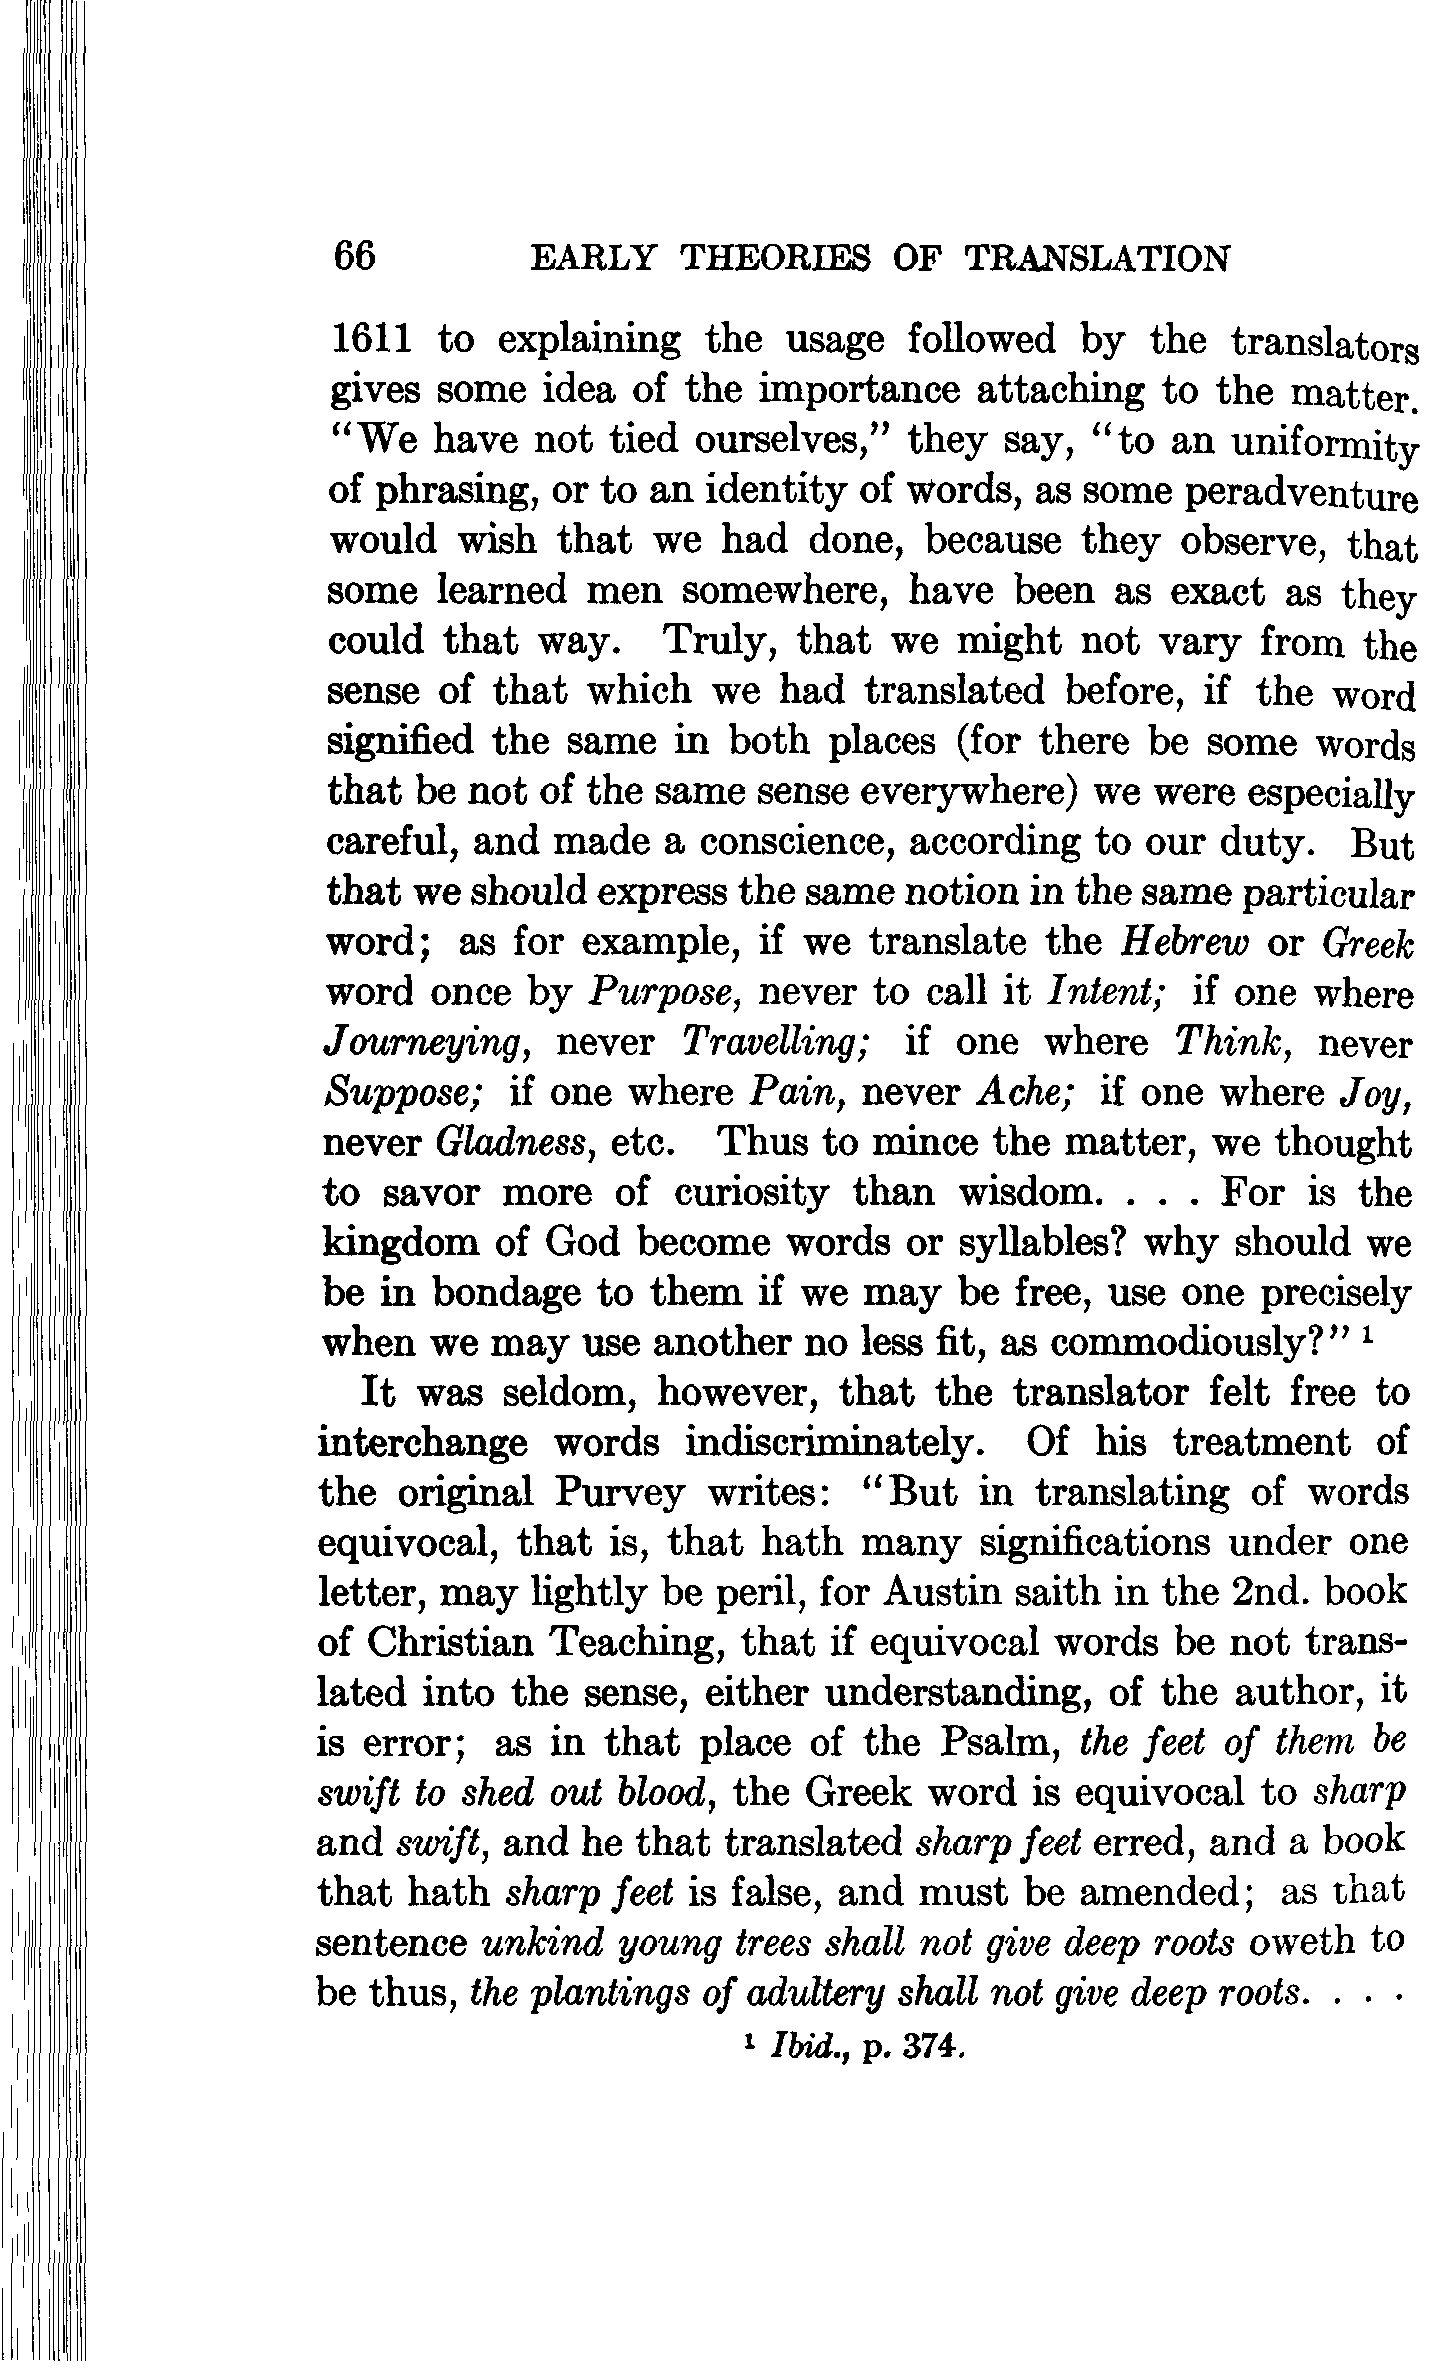 66 EARLY THEORIES OF TRANSLATION
1611 to explaining the usage followed by the translators
gives some idea of the importance attaching to the matter.
“We have not tied ourselves,” they say, “to an uniformity
of phrasing, or to an identity of words, as some peradventure
would wish that we had done, because they observe, that
some learned men somewhere, have been as exact as they
could that way. Truly, that we might not vary from the
sense of that which we had translated before, if the word
signified the same in both places (for there be some words
that be not of the same sense everywhere) we were especially
careful, and made a conscience, according to our duty. But
that we should express the same notion in the same particular
word; as for example, if we translate the Hebrew or Greek
word once by Purpose, never to call it Intent; if one where
Journeying, never Travelling; if one where Think, never
Suppose; if one where Pain, never Ache; if one where Joy,
never Gladness, etc. Thus to mince the matter, we thought
to savor more of curiosity than wisdom. . . . For is the
kingdom of God become words or syllables? why should we
be in bondage to them if we may be free, use one precisely
when we may use another no less fit, as commodiously?” ¹
It was seldom, however, that the translator felt free to
interchange words indiscriminately. Of his treatment of
the original Purvey writes: “But in translating of words
equivocal, that is, that hath many significations under one
letter, may lightly be peril, for Austin saith in the 2nd. book
of Christian Teaching, that if equivocal words be not trans-
lated into the sense, either understanding, of the author, it
is error; as in that place of the Psalm, the feet of them be
swift to shed out blood, the Greek word is equivocal to sharp
and swift, and he that translated sharp feet erred, and a book
that hath sharp feet is false, and must be amended; as that
sentence unkind young trees shall not give deep roots oweth to
be thus, the plantings of adultery shall not give deep roots. . . .
¹ Ibid., p. 374.